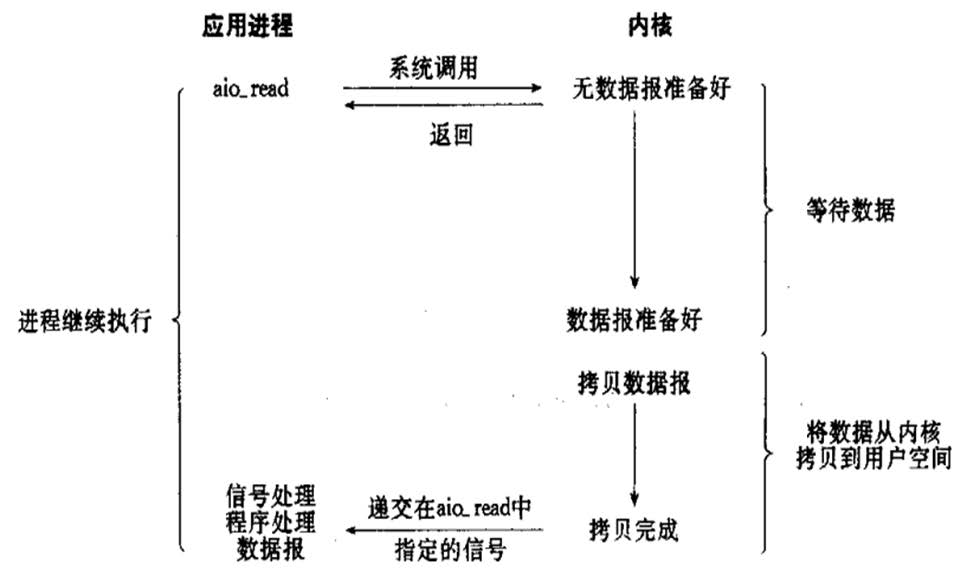 应用进程
内核
aio_read
系统调用
无数据报准备好
返回
等待数据
进程继续执行
数据报准备好
拷贝数据报
将数据从内核
拷贝到用户空间
信号处理
程序处理
数据报
递交在aio_read中
指定的信号
拷贝完成